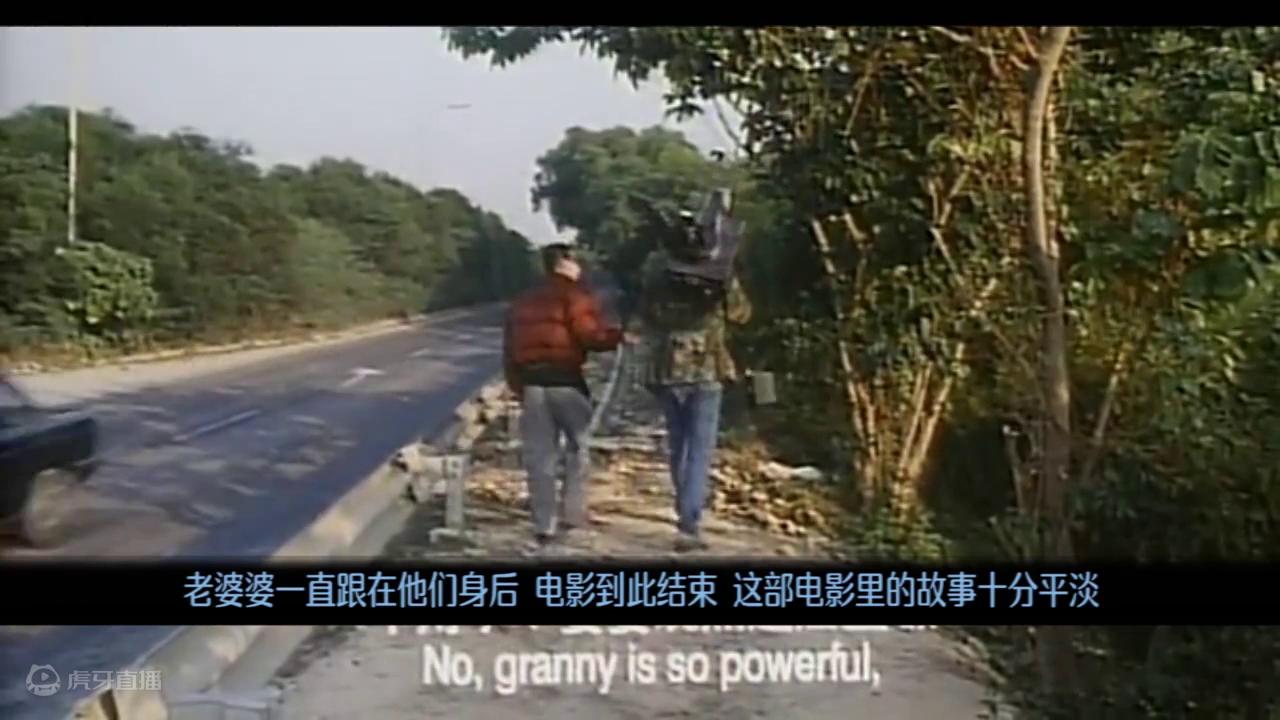 老婆婆一直跟在他们身后 电影到此结束 这部电影里的故事十分平淡
No, granny is so powerful,
虎牙直播